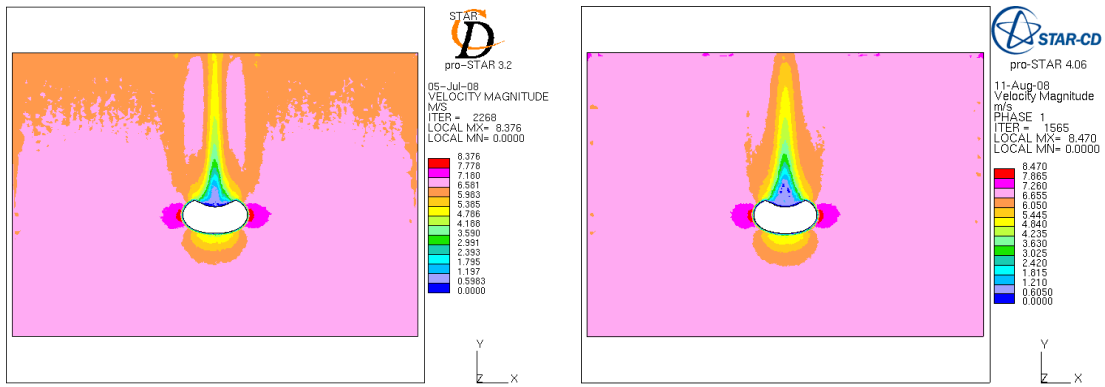 STAR
CD
pro-STAR 3.2
05-Jul-08
VELOCITY MAGNITUDE
M/S
ITER = 2268
LOCAL MX= 8.376
LOCAL MN= 0.0000
8.376
7.778
7.180
6.581
5.983
5.385
4.786
4.188
3.590
2.991
2.393
1.795
1.197
0.5983
0.0000
Y
Z X
STAR-CD
pro-STAR 4.06
11-Aug-08
Velocity Magnitude
m/s
PHASE 1
ITER = 1565
LOCAL MX= 8.470
LOCAL MN= 0.0000
8.470
7.865
7.260
6.655
6.050
5.445
4.840
4.235
3.630
3.025
2.420
1.815
1.210
0.6050
0.0000
Y
Z X